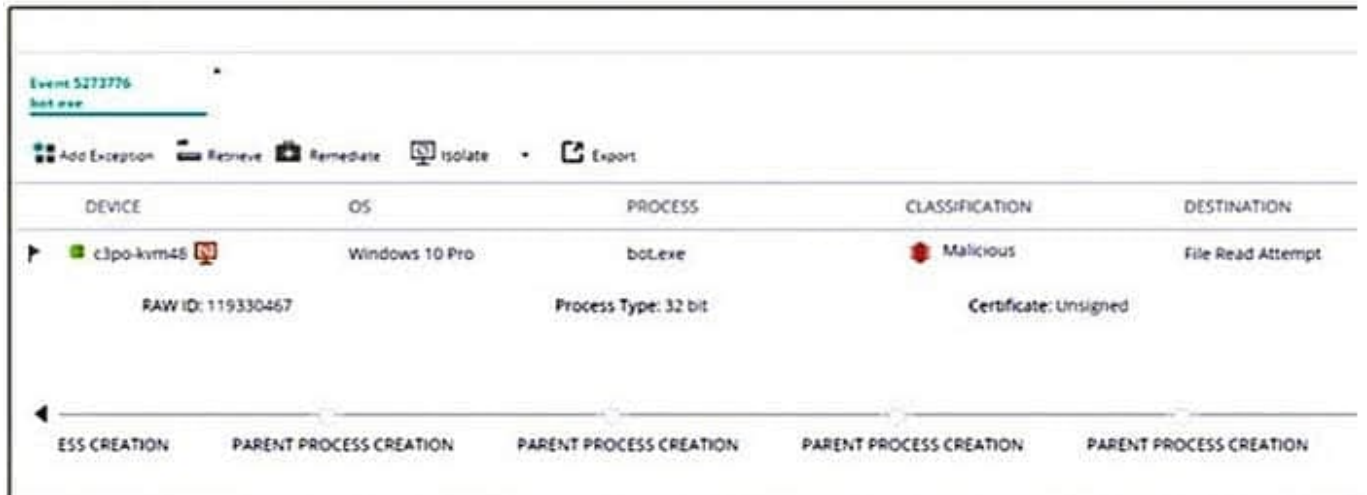 Event 5273776
bot.exe
Add Exception Retrieve Remediate Isolate Export
DEVICE OS PROCESS CLASSIFICATION DESTINATION
c3po-kvm48 Windows 10 Pro bot.exe Malicious File Read Attempt
RAW ID: 119330467 Process Type: 32 bit Certificate: Unsigned
ESS CREATION PARENT PROCESS CREATION PARENT PROCESS CREATION PARENT PROCESS CREATION PARENT PROCESS CREATION